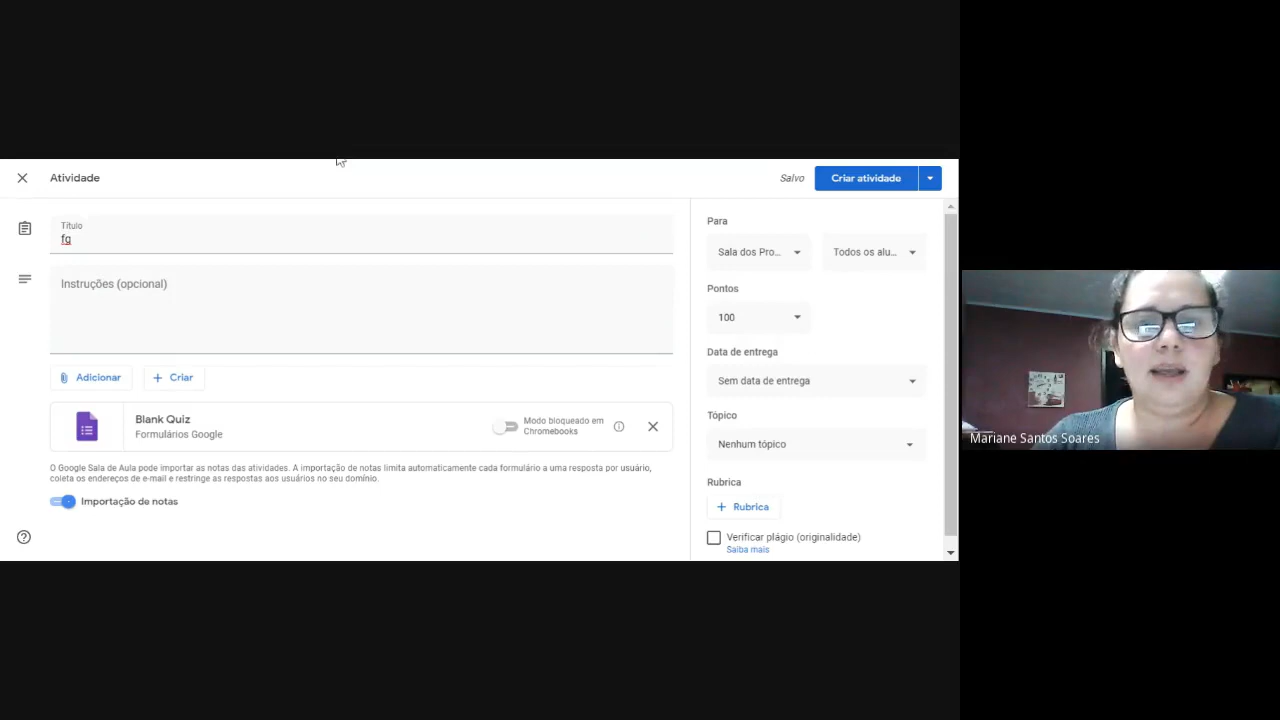 Atividade
Salvo
Criar atividade
Título
fg
Instruções (opcional)
Adicionar
Criar
Blank Quiz
Formulários Google
Modo bloqueado em
Chromebooks
O Google Sala de Aula pode importar as notas das atividades. A importação de notas limita automaticamente cada formulário a uma resposta por usuário,
coleta os endereços de e-mail e restringe as respostas aos usuários no seu domínio.
Importação de notas
Para
Sala dos Pro...
Todos os alu...
Pontos
100
Data de entrega
Sem data de entrega
Tópico
Nenhum tópico
Rubrica
+ Rubrica
Verificar plágio (originalidade)
Saiba mais
Mariane Santos Soares